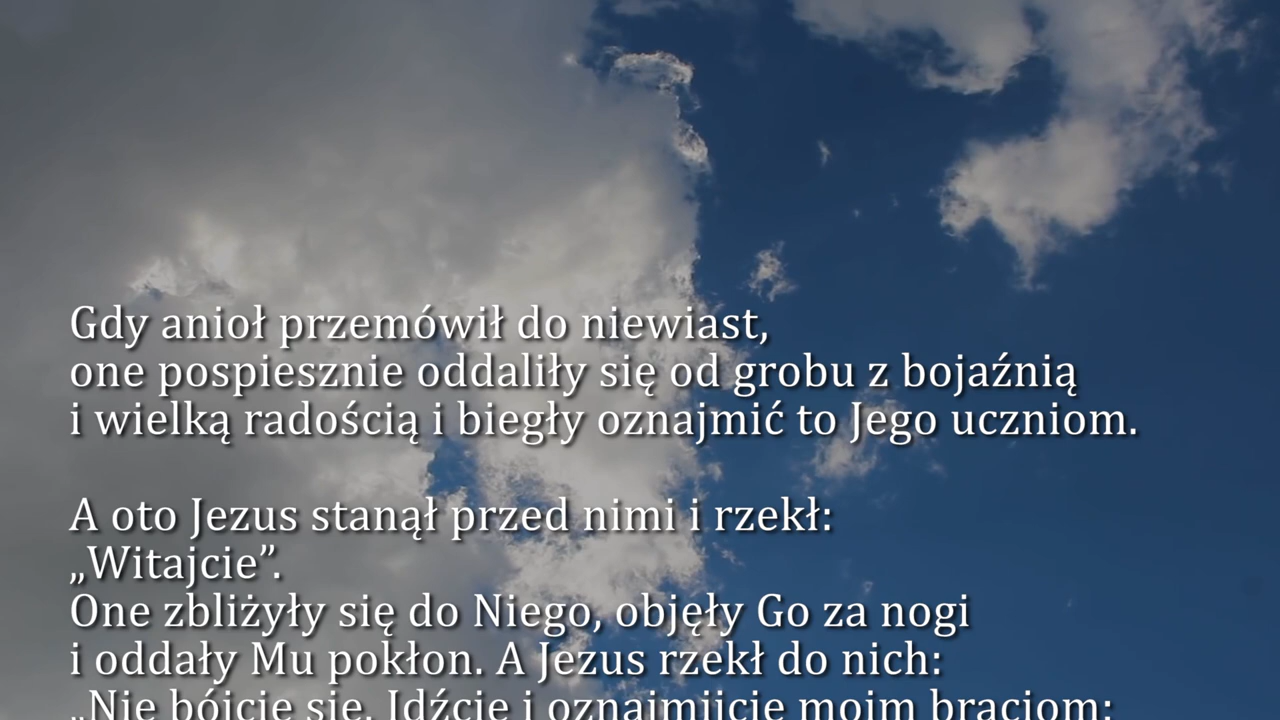 Gdy anioł przemówił do niewiast,
one pospiesznie oddaliły się od grobu z bojaźnią
i wielką radością i biegły oznajmić to Jego uczniom.
A oto Jezus stanął przed nimi i rzekł:
„Witajcie”.
One zbliżyły się do Niego, objęły Go za nogi
i oddały Mu pokłon. A Jezus rzekł do nich:
„Nie bójcie się. Idźcie i oznajmijcie moim braciom: